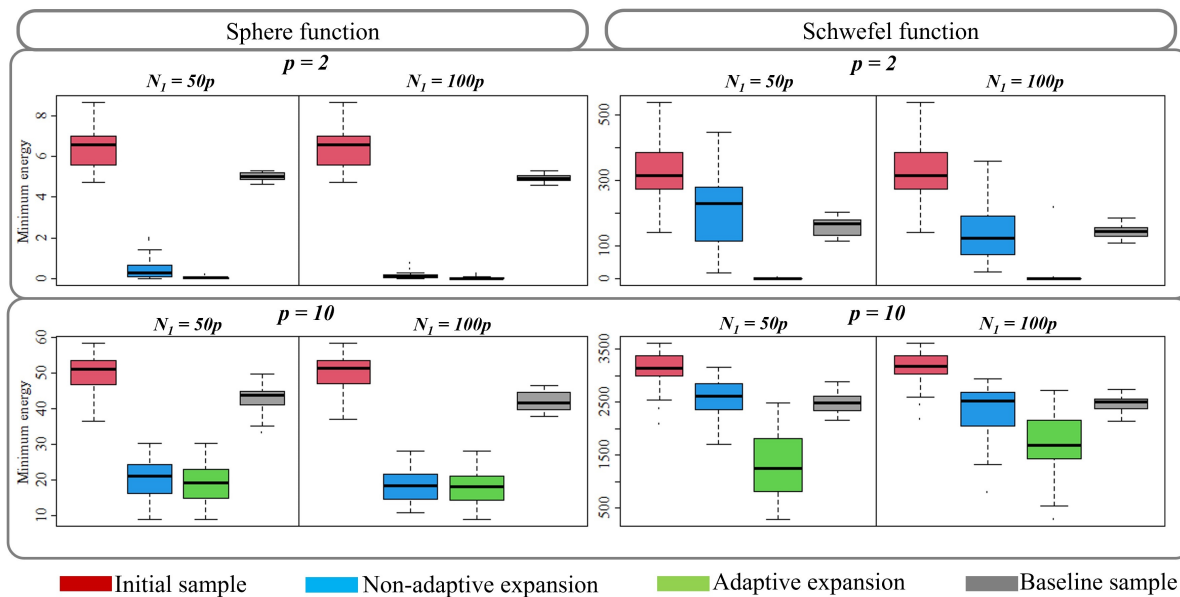 Sphere function
Schwefel function
p = 2
p = 2
N1 = 50p
N1 = 100p
N1 = 50p
N1 = 100p
Minimum energy
8
6
4
2
0
500
300
100
0
p = 10
p = 10
N1 = 50p
N1 = 100p
N1 = 50p
N1 = 100p
Minimum energy
60
50
40
30
20
10
3500
2500
1500
500
Initial sample
Non-adaptive expansion
Adaptive expansion
Baseline sample